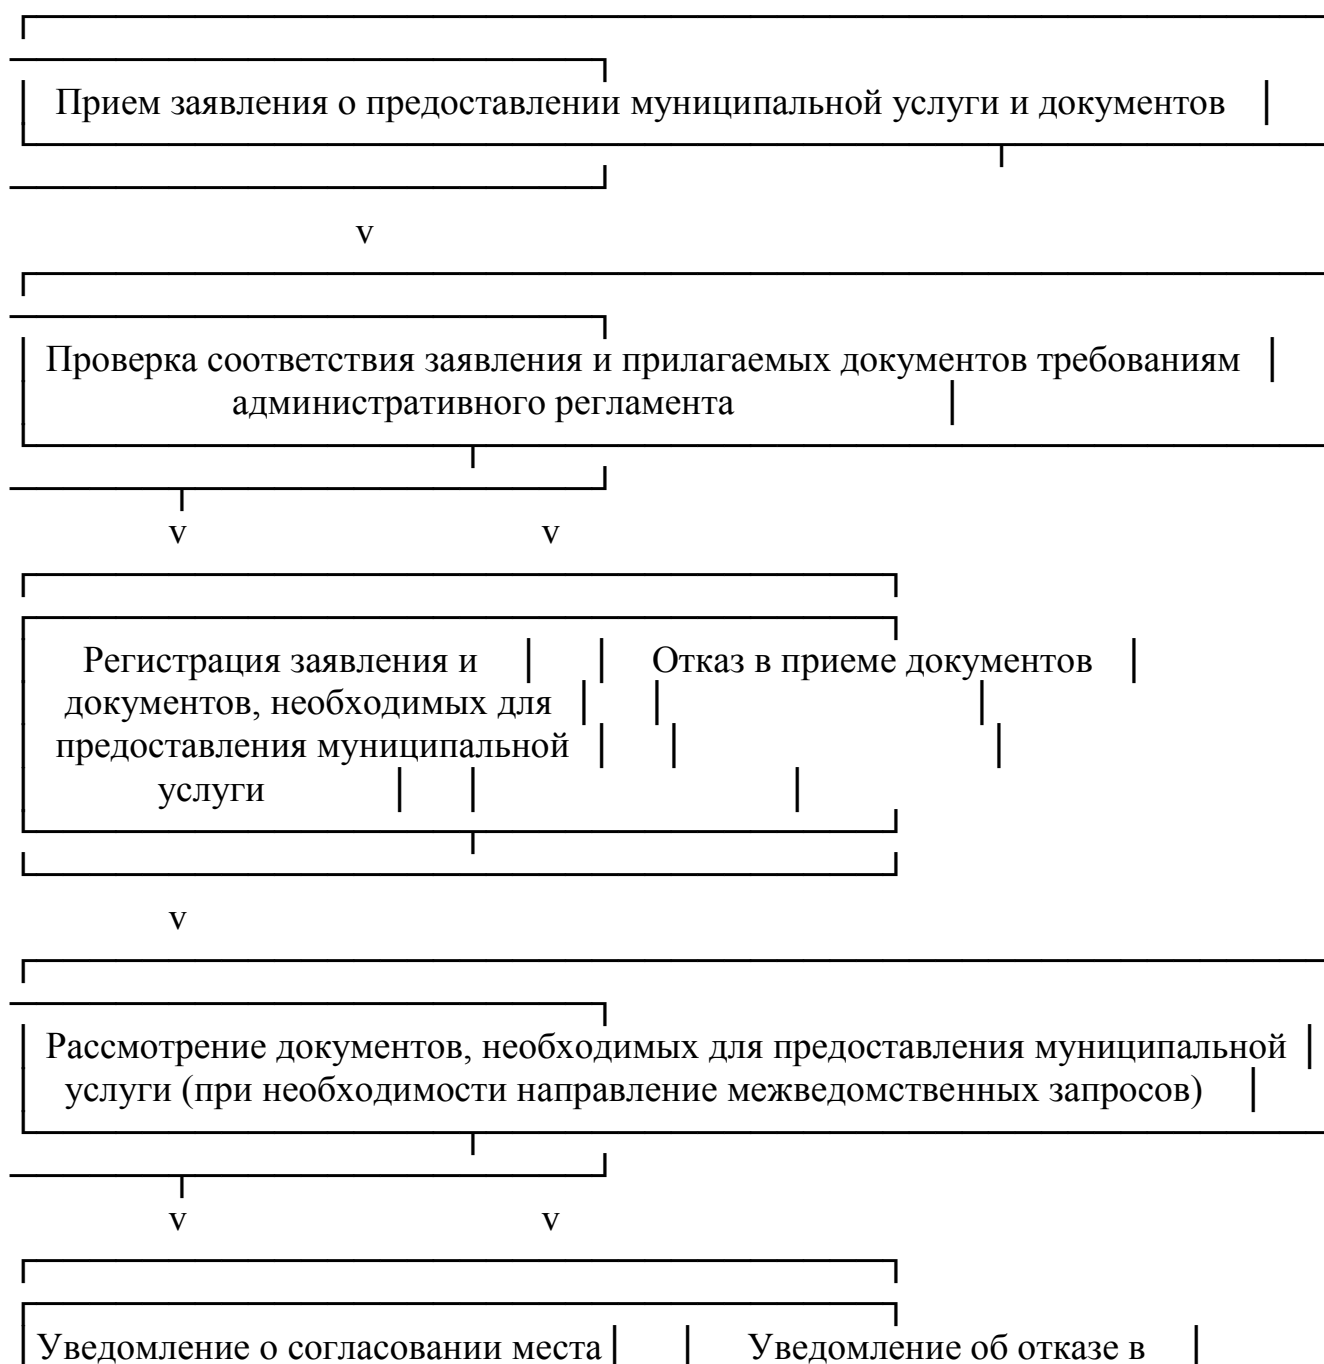 Прием заявления о предоставлении муниципальной услуги и документов
v
Проверка соответствия заявления и прилагаемых документов требованиям
административного регламента
v v
Регистрация заявления и Отказ в приеме документов
документов, необходимых для
предоставления муниципальной
услуги
v
Рассмотрение документов, необходимых для предоставления муниципальной
услуги (при необходимости направление межведомственных запросов)
v v
Уведомление о согласовании места Уведомление об отказе в